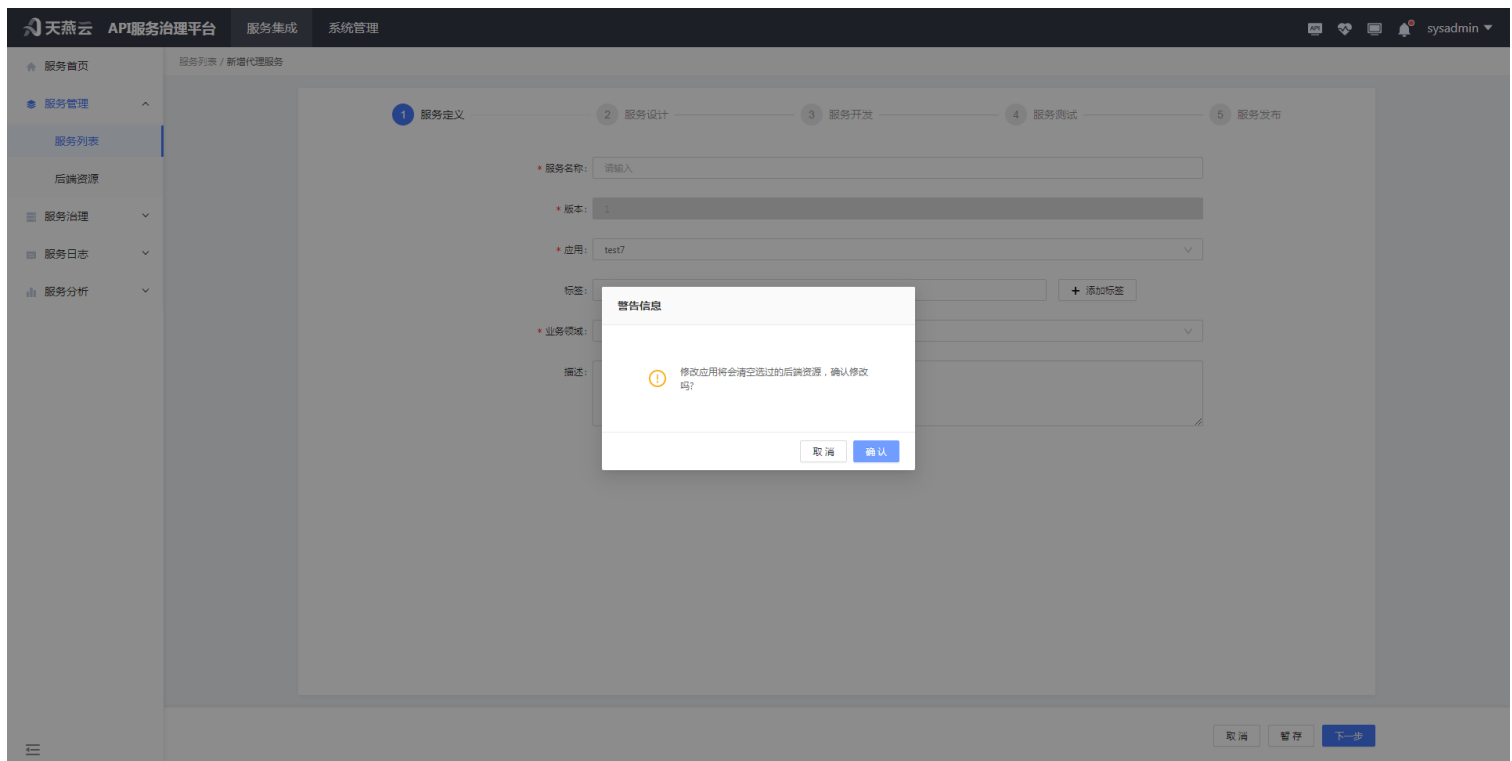 天燕云 API服务治理平台 服务集成 系统管理 API sysadmin
服务首页
服务列表 / 新增代理服务
服务管理
服务列表
后端资源
服务治理
服务日志
服务分析
1 服务定义 2 服务设计 3 服务开发 4 服务测试 5 服务发布
* 服务名称: 请输入
* 版本: 1
* 应用: test7
标签: + 添加标签
* 业务领域:
描述:
警告信息
修改应用将会清空选过的后端资源，确认修改
吗?
取 消 确 认
取 消 暂 存 下一步